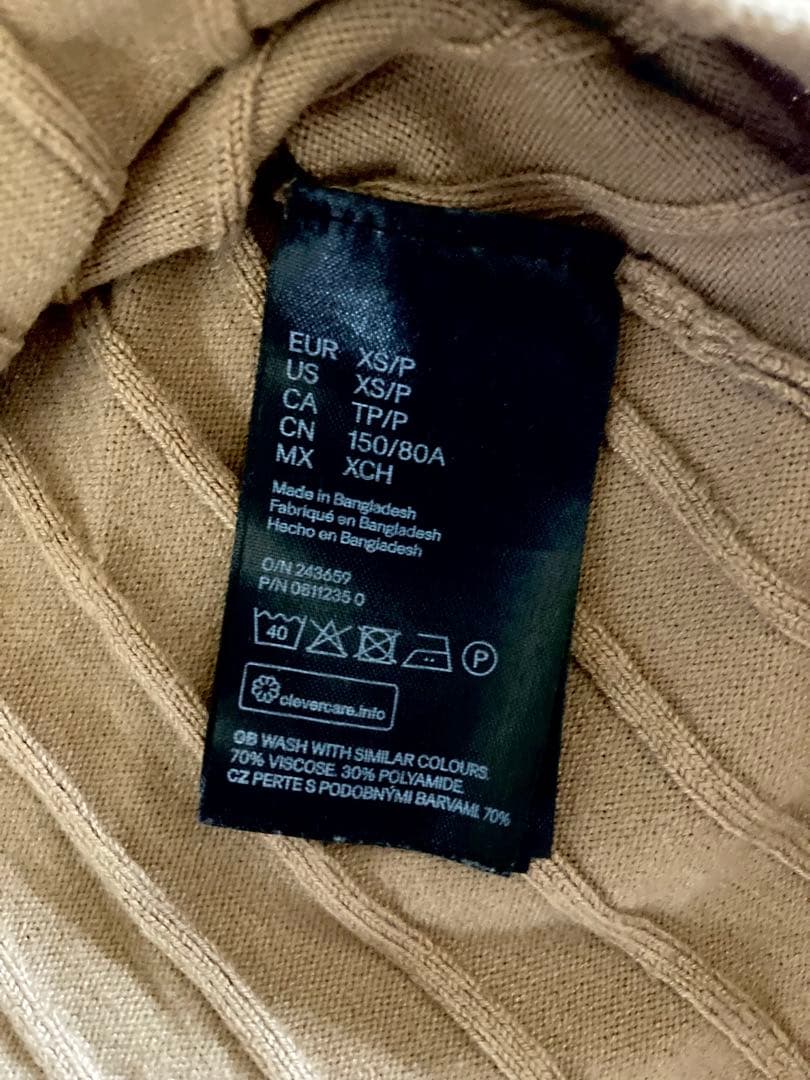 EUR XS/P
US XS/P
CA TP/P
CN 150/80A
MX XCH
Made in Bangladesh
Fabriqué en Bangladesh
Hecho en Bangladesh
O/N 243659
P/N 0811235 0
40 P
clevercare.info
GB WASH WITH SIMILAR COLOURS.
70% VISCOSE. 30% POLYAMIDE.
CZ PERTE S PODOBNÝMI BARVAMI. 70%